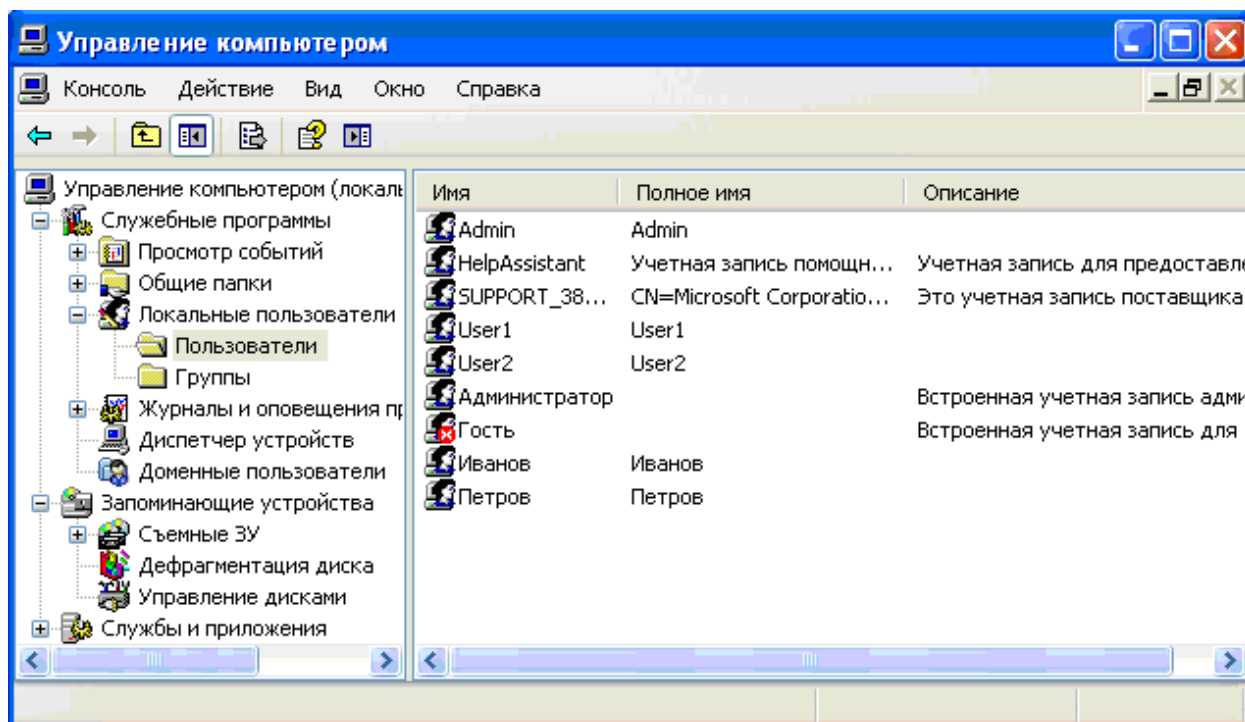 Управление компьютером
Консоль Действие Вид Окно Справка
Управление компьютером (локаль
Служебные программы
Просмотр событий
Общие папки
Локальные пользователи
Пользователи
Группы
Журналы и оповещения пр
Диспетчер устройств
Доменные пользователи
Запоминающие устройства
Съемные ЗУ
Дефрагментация диска
Управление дисками
Службы и приложения
Имя Полное имя Описание
Admin Admin
HelpAssistant Учетная запись помощн... Учетная запись для предоставле
SUPPORT_38... CN=Microsoft Corporatio... Это учетная запись поставщика
User1 User1
User2 User2
Администратор Встроенная учетная запись адми
Гость Встроенная учетная запись для
Иванов Иванов
Петров Петров